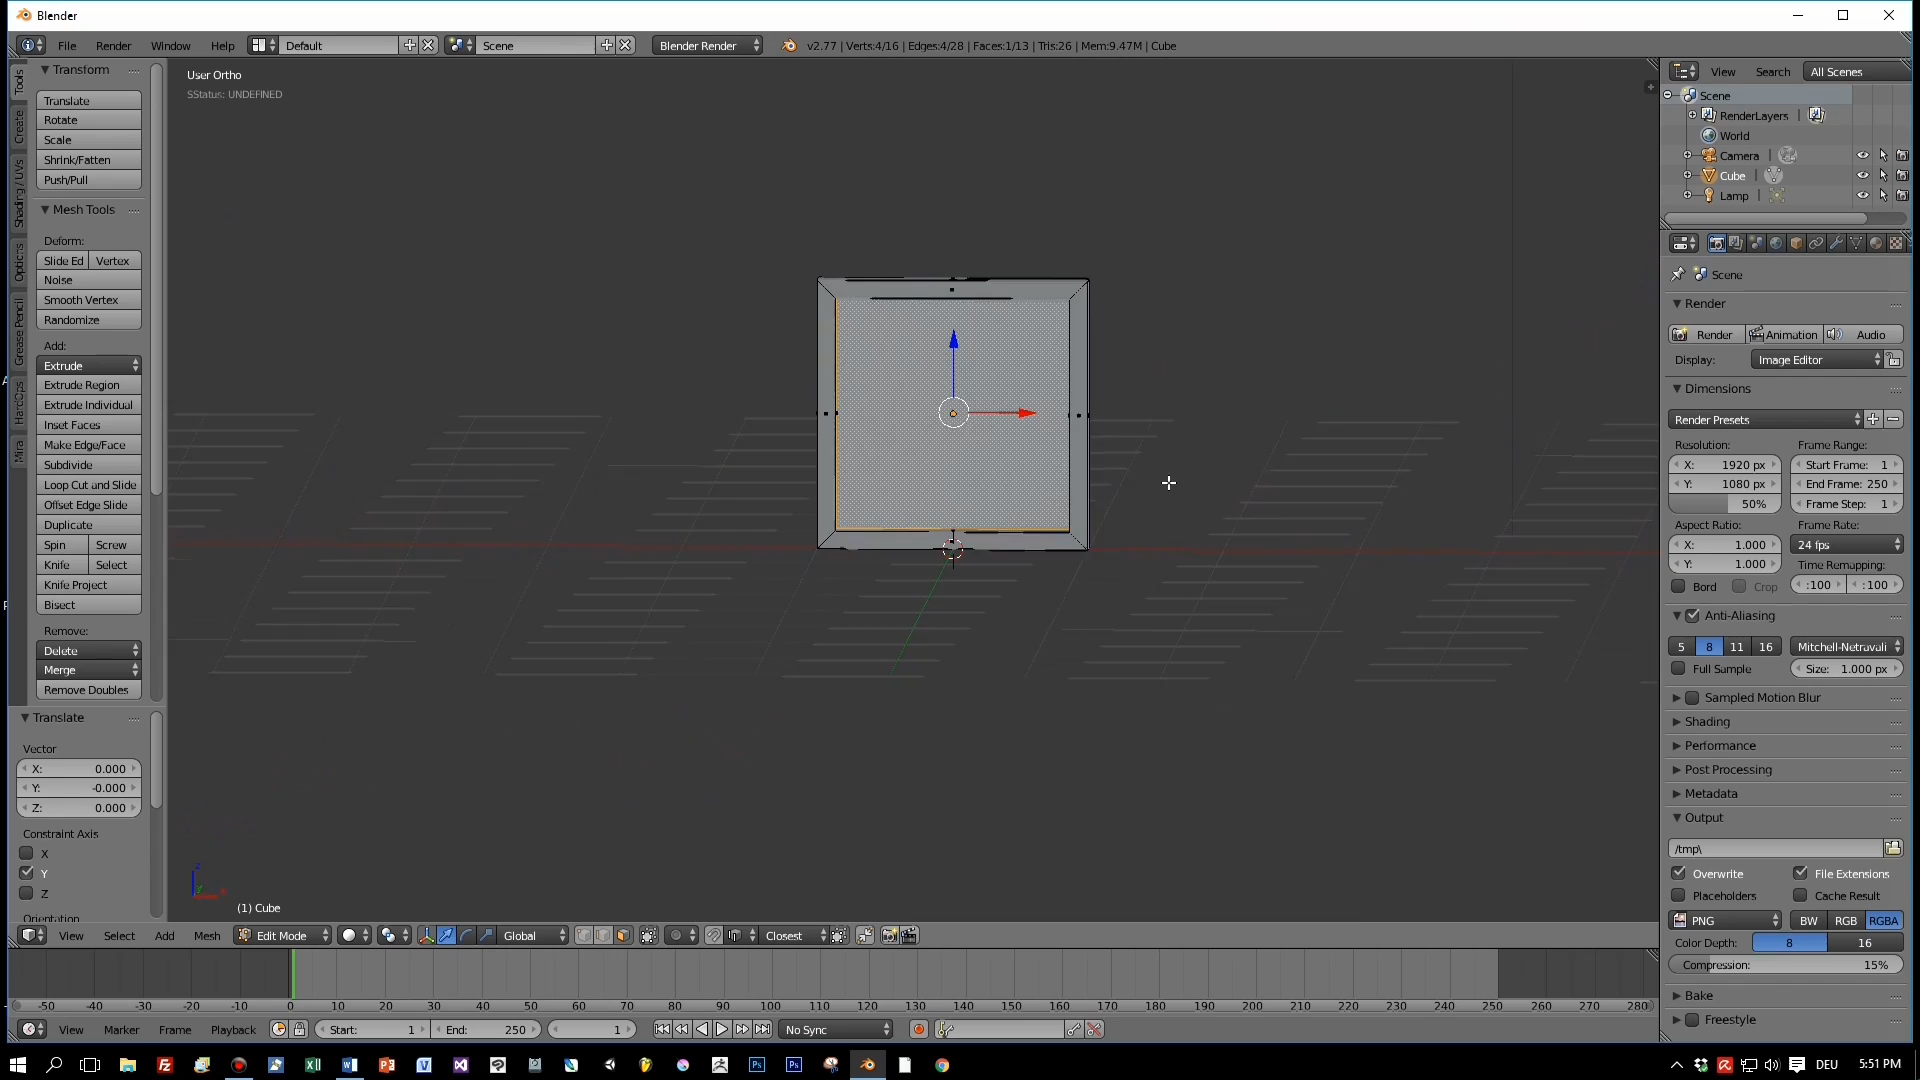 Blender
File Render Window Help Default Scene Blender Render v2.77 | Verts:4/16 | Edges:4/28 | Faces:1/13 | Tris:26 | Mem:9.47M | Cube
Tools
Create
Shading / UVs
Options
Grease Pencil
HardOps
Mira
Transform
Translate
Rotate
Scale
Shrink/Fatten
Push/Pull
Mesh Tools
Deform:
Slide Ed Vertex
Noise
Smooth Vertex
Randomize
Add:
Extrude
Extrude Region
Extrude Individual
Inset Faces
Make Edge/Face
Subdivide
Loop Cut and Slide
Offset Edge Slide
Duplicate
Spin Screw
Knife Select
Knife Project
Bisect
Remove:
Delete
Merge
Remove Doubles
Translate
Vector
X: 0.000
Y: -0.000
Z: 0.000
Constraint Axis
X
Y
Z
Orientation
User Ortho
SStatus: UNDEFINED
z
y
x
(1) Cube
View Select Add Mesh Edit Mode Global Closest
-50 -40 -30 -20 -10 0 10 20 30 40 50 60 70 80 90 100 110 120 130 140 150 160 170 180 190 200 210 220 230 240 250 260 270 280
View Marker Frame Playback Start: 1 End: 250 1 No Sync
View Search All Scenes
Scene
RenderLayers
World
Camera
Cube
Lamp
Scene
Render
Render Animation Audio
Display: Image Editor
Dimensions
Render Presets
Resolution: Frame Range:
X: 1920 px Start Frame: 1
Y: 1080 px End Frame: 250
50% Frame Step: 1
Aspect Ratio: Frame Rate:
X: 1.000 24 fps
Y: 1.000 Time Remapping:
Bord Crop :100 :100
Anti-Aliasing
5 8 11 16 Mitchell-Netravali
Full Sample Size: 1.000 px
Sampled Motion Blur
Shading
Performance
Post Processing
Metadata
Output
/tmp\
Overwrite File Extensions
Placeholders Cache Result
PNG BW RGB RGBA
Color Depth: 8 16
Compression: 15%
Bake
Freestyle
DEU 5:51 PM